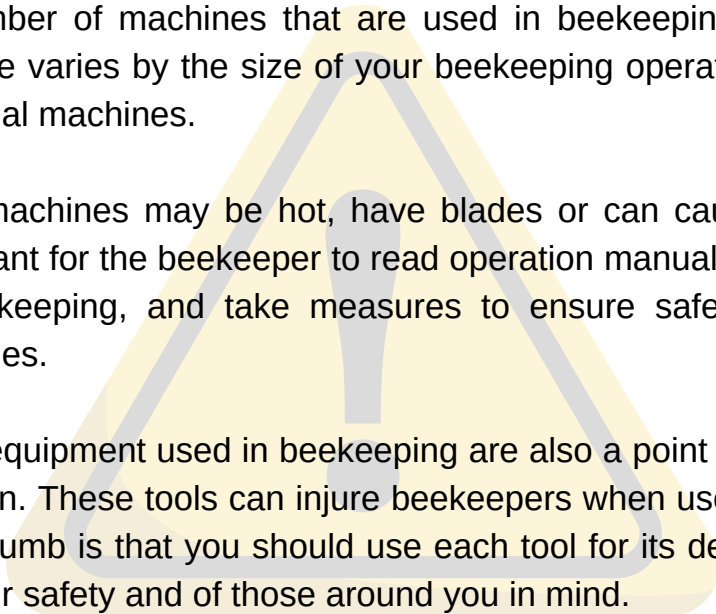 mber of machines that are used in beekeepin
e varies by the size of your beekeeping operat
al machines.
machines may be hot, have blades or can cau
ant for the beekeeper to read operation manual
keeping, and take measures to ensure safe
es.
equipment used in beekeeping are also a point
n. These tools can injure beekeepers when use
umb is that you should use each tool for its de
r safety and of those around you in mind.